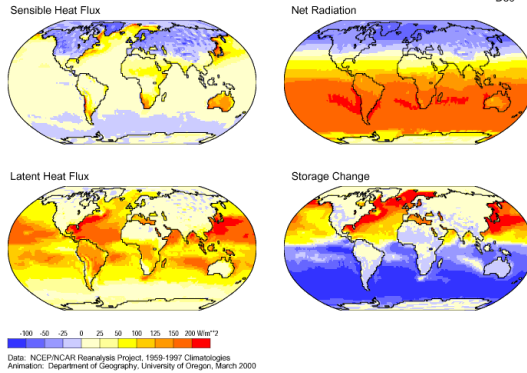 Sensible Heat Flux
Net Radiation
Latent Heat Flux
Storage Change
-100 -50 -25 0 25 50 100 125 150 200 W/m**2
Data: NCEP/NCAR Reanalysis Project, 1959-1997 Climatologies
Animation: Department of Geography, University of Oregon, March 2000